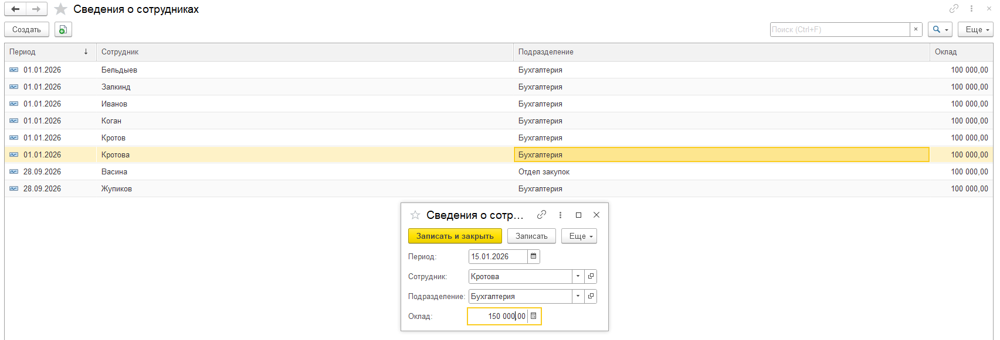 Сведения о сотрудниках
Создать
Поиск (Ctrl+F)
Еще
Период Сотрудник Подразделение Оклад
01.01.2026 Бельдыев Бухгалтерия 100 000,00
01.01.2026 Залкинд Бухгалтерия 100 000,00
01.01.2026 Иванов Бухгалтерия 100 000,00
01.01.2026 Коган Бухгалтерия 100 000,00
01.01.2026 Кротов Бухгалтерия 100 000,00
01.01.2026 Кротова Бухгалтерия 100 000,00
28.09.2026 Васина Отдел закупок 100 000,00
28.09.2026 Жупиков Бухгалтерия 100 000,00
Сведения о сотр...
Записать и закрыть Записать Еще
Период: 15.01.2026
Сотрудник: Кротова
Подразделение: Бухгалтерия
Оклад: 150 000,00